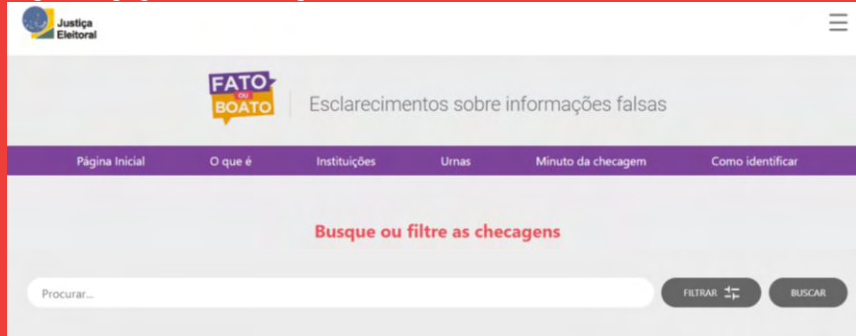 Justiça
Eleitoral
FATO
OU
BOATO
Esclarecimentos sobre informações falsas
Página Inicial O que é Instituições Urnas Minuto da checagem Como identificar
Busque ou filtre as checagens
Procurar... FILTRAR BUSCAR